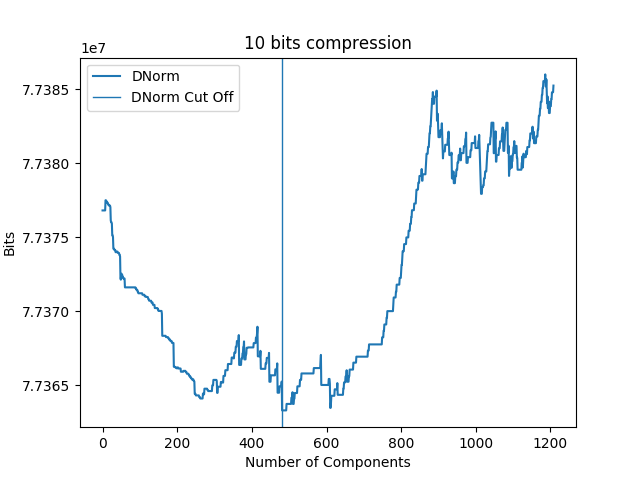 10 bits compression
1e7
DNorm
DNorm Cut Off
7.7385
7.7380
7.7375
7.7370
7.7365
Bits
0 200 400 600 800 1000 1200
Number of Components